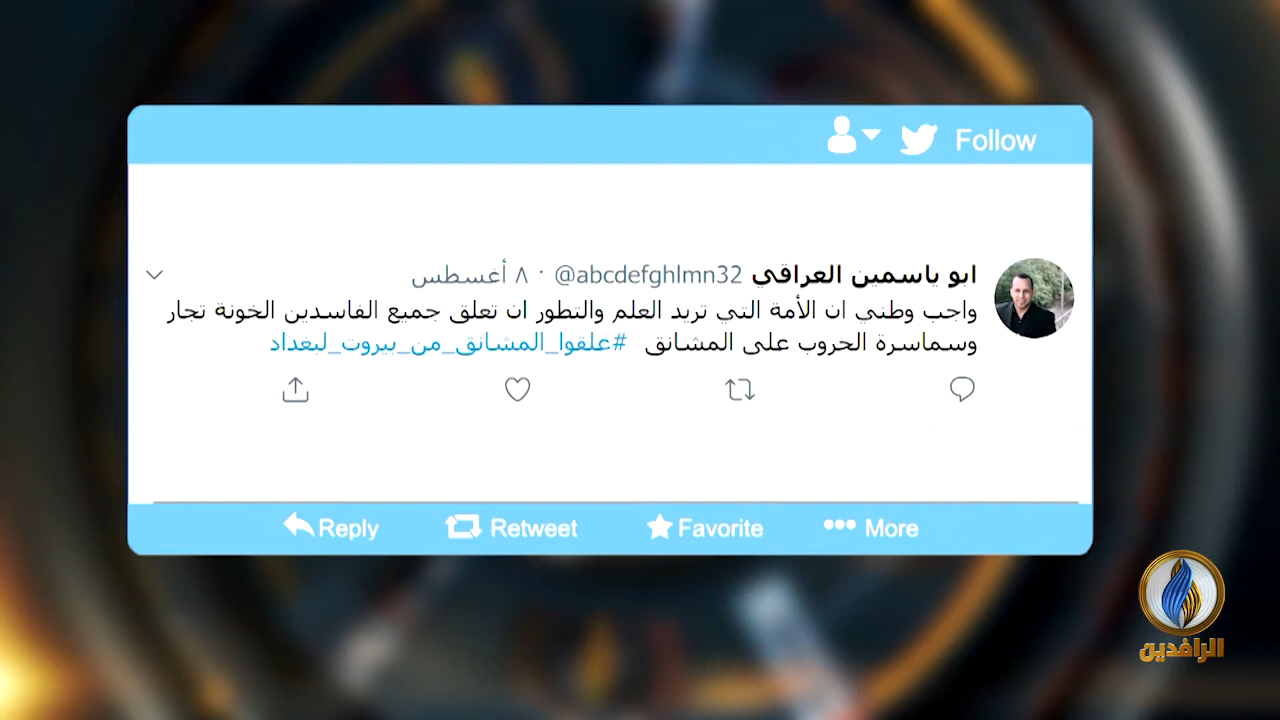 Follow
ابو ياسمين العراقي @abcdefghlmn32 · ٨ أغسطس
واجب وطني ان الأمة التي تريد العلم والتطور ان تعلق جميع الفاسدين الخونة تجار
وسماسرة الحروب على المشانق #علقوا_المشانق_من_بيروت_لبغداد
Reply Retweet Favorite More
الرافدين